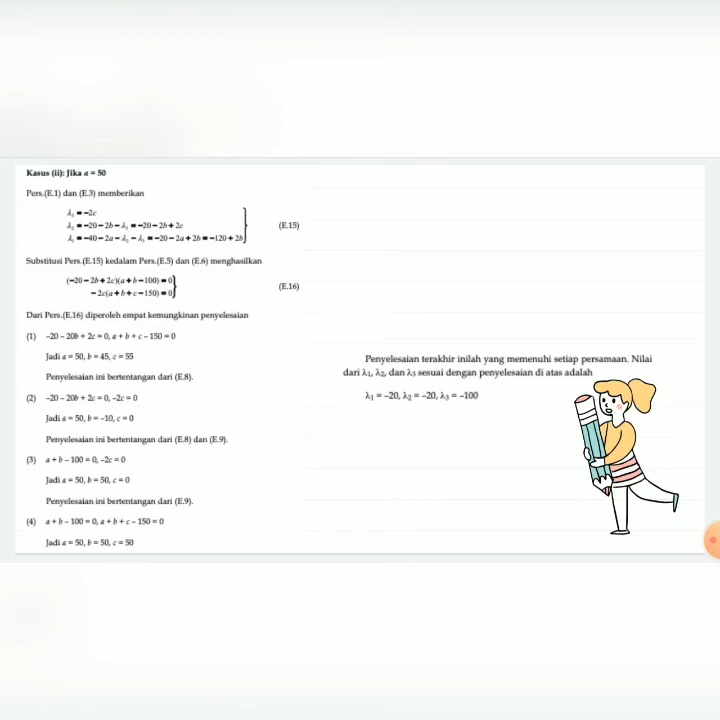 Kasus (ii): Jika a = 50
Pers.(E.1) dan (E.3) memberikan
λ₃ = −2c
λ₂ = −20 − 2b − λ₃ = −20 − 2b + 2c
λ₁ = −40 − 2a − λ₂ − λ₃ = −20 − 2a + 2b = −120 + 2b } (E.15)
Substitusi Pers.(E.15) kedalam Pers.(E.5) dan (E.6) menghasilkan
(−20 − 2b + 2c)(a + b − 100) = 0
− 2c(a + b + c − 150) = 0 } (E.16)
Dari Pers.(E.16) diperoleh empat kemungkinan penyelesaian
(1) −20 − 20b + 2c = 0, a + b + c − 150 = 0
Jadi a = 50, b = 45, c = 55
Penyelesaian ini bertentangan dari (E.8).
(2) −20 − 20b + 2c = 0, −2c = 0
Jadi a = 50, b = −10, c = 0
Penyelesaian ini bertentangan dari (E.8) dan (E.9).
(3) a + b − 100 = 0, −2c = 0
Jadi a = 50, b = 50, c = 0
Penyelesaian ini bertentangan dari (E.9).
(4) a + b − 100 = 0, a + b + c − 150 = 0
Jadi a = 50, b = 50, c = 50
Penyelesaian terakhir inilah yang memenuhi setiap persamaan. Nilai
dari λ₁, λ₂, dan λ₃ sesuai dengan penyelesaian di atas adalah
λ₁ = −20, λ₂ = −20, λ₃ = −100